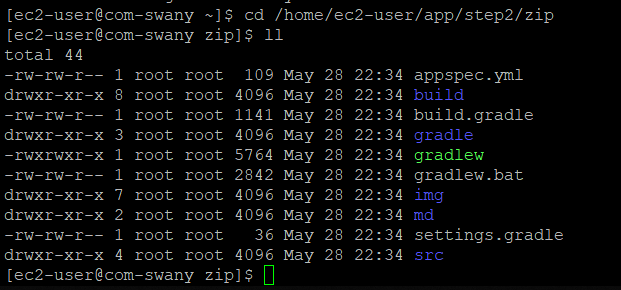 [ec2-user@com-swany ~]$ cd /home/ec2-user/app/step2/zip
[ec2-user@com-swany zip]$ ll
total 44
-rw-rw-r-- 1 root root  109 May 28 22:34 appspec.yml
drwxr-xr-x 8 root root 4096 May 28 22:34 build
-rw-rw-r-- 1 root root 1141 May 28 22:34 build.gradle
drwxr-xr-x 3 root root 4096 May 28 22:34 gradle
-rwxrwxr-x 1 root root 5764 May 28 22:34 gradlew
-rw-rw-r-- 1 root root 2842 May 28 22:34 gradlew.bat
drwxr-xr-x 7 root root 4096 May 28 22:34 img
drwxr-xr-x 2 root root 4096 May 28 22:34 md
-rw-rw-r-- 1 root root   36 May 28 22:34 settings.gradle
drwxr-xr-x 4 root root 4096 May 28 22:34 src
[ec2-user@com-swany zip]$